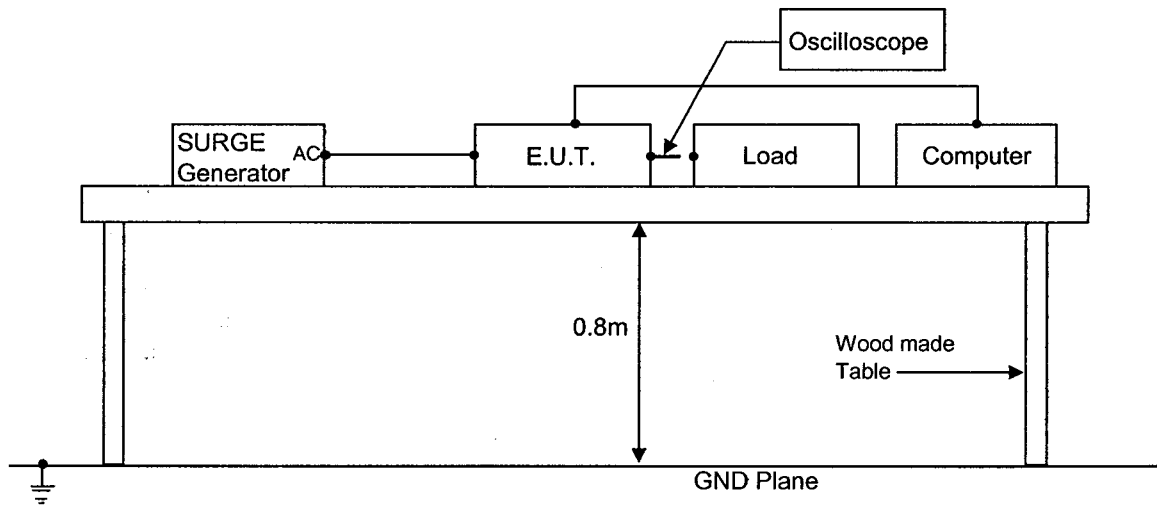 Oscilloscope
SURGE
Generator
AC
E.U.T.
Load
Computer
0.8m
Wood made
Table
GND Plane